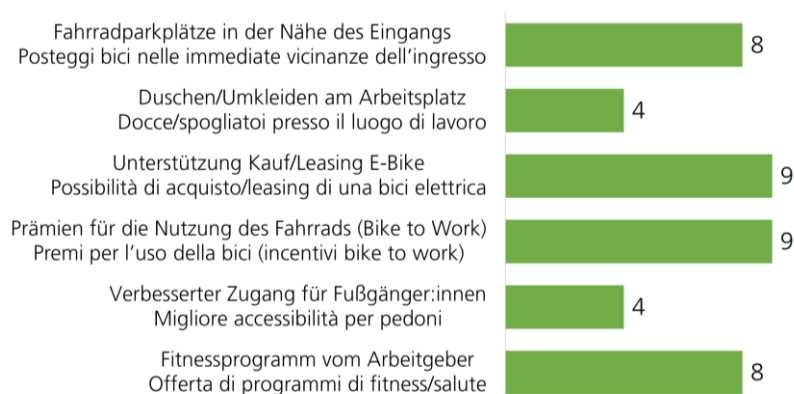 Fahrradparkplätze in der Nähe des Eingangs
Posteggi bici nelle immediate vicinanze dell'ingresso
8
Duschen/Umkleiden am Arbeitsplatz
Docce/spogliatoi presso il luogo di lavoro
4
Unterstützung Kauf/Leasing E-Bike
Possibilità di acquisto/leasing di una bici elettrica
9
Prämien für die Nutzung des Fahrrads (Bike to Work)
Premi per l'uso della bici (incentivi bike to work)
9
Verbesserter Zugang für Fußgänger:innen
Migliore accessibilità per pedoni
4
Fitnessprogramm vom Arbeitgeber
Offerta di programmi di fitness/salute
8